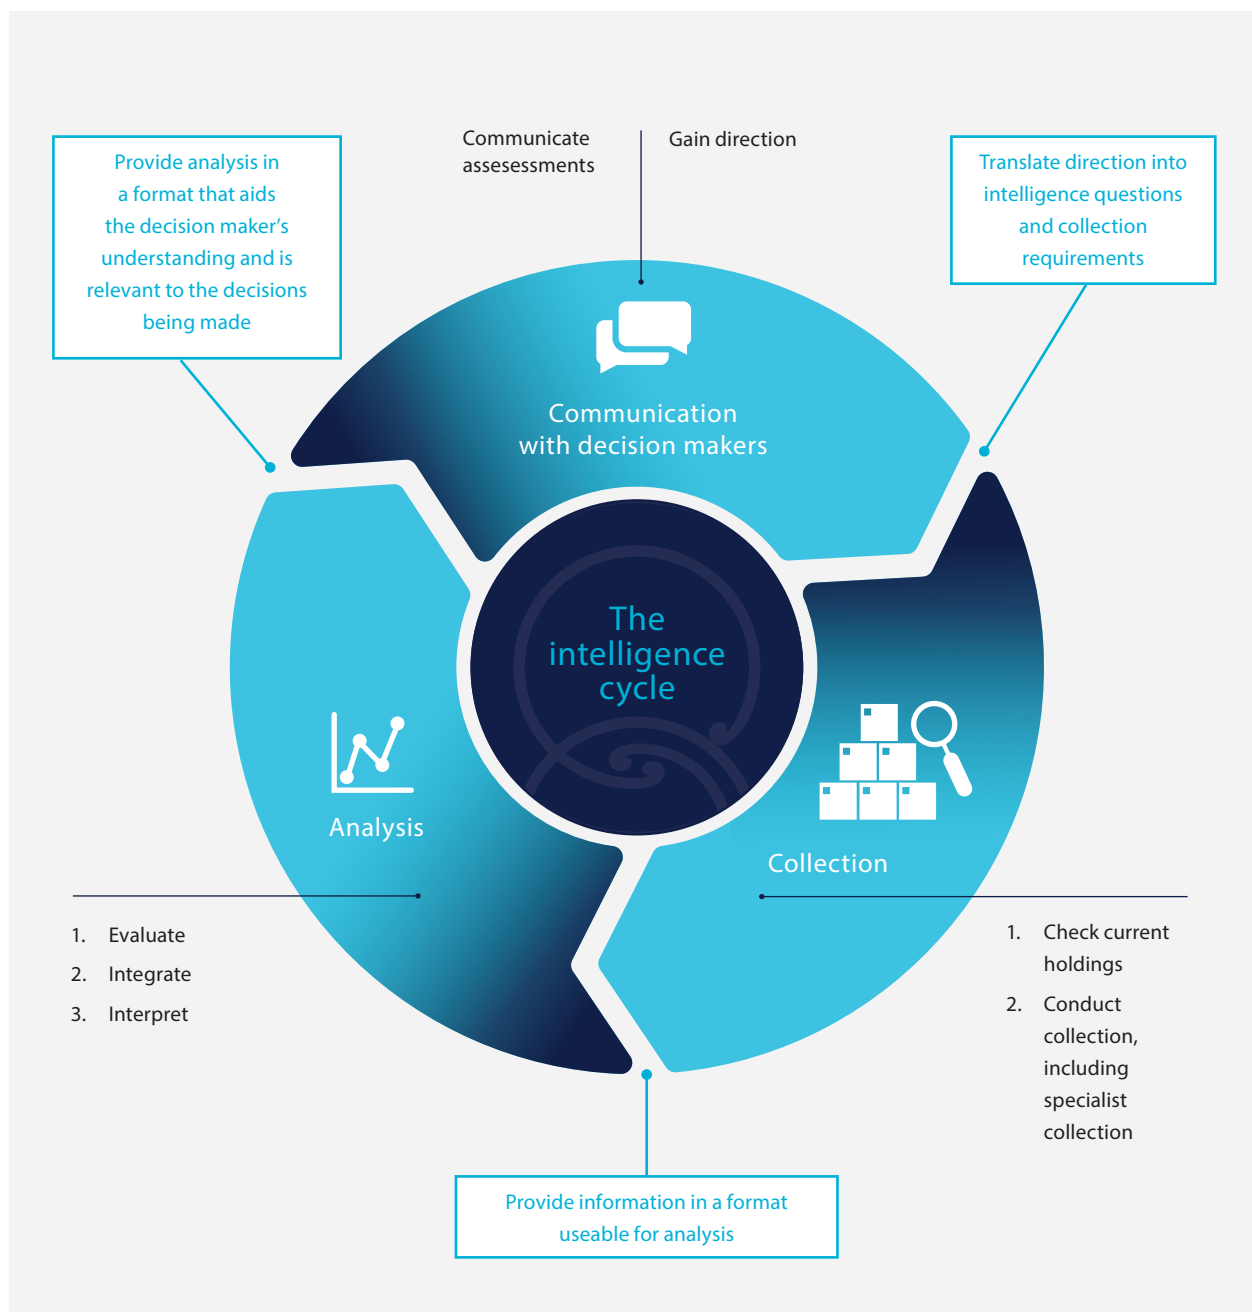 Communicate
assesessments
Gain direction
Provide analysis in
a format that aids
the decision maker’s
understanding and is
relevant to the decisions
being made
Translate direction into
intelligence questions
and collection
requirements
Communication
with decision makers
The
intelligence
cycle
Analysis
Collection
1. Evaluate
2. Integrate
3. Interpret
1. Check current
holdings
2. Conduct
collection,
including
specialist
collection
Provide information in a format
useable for analysis